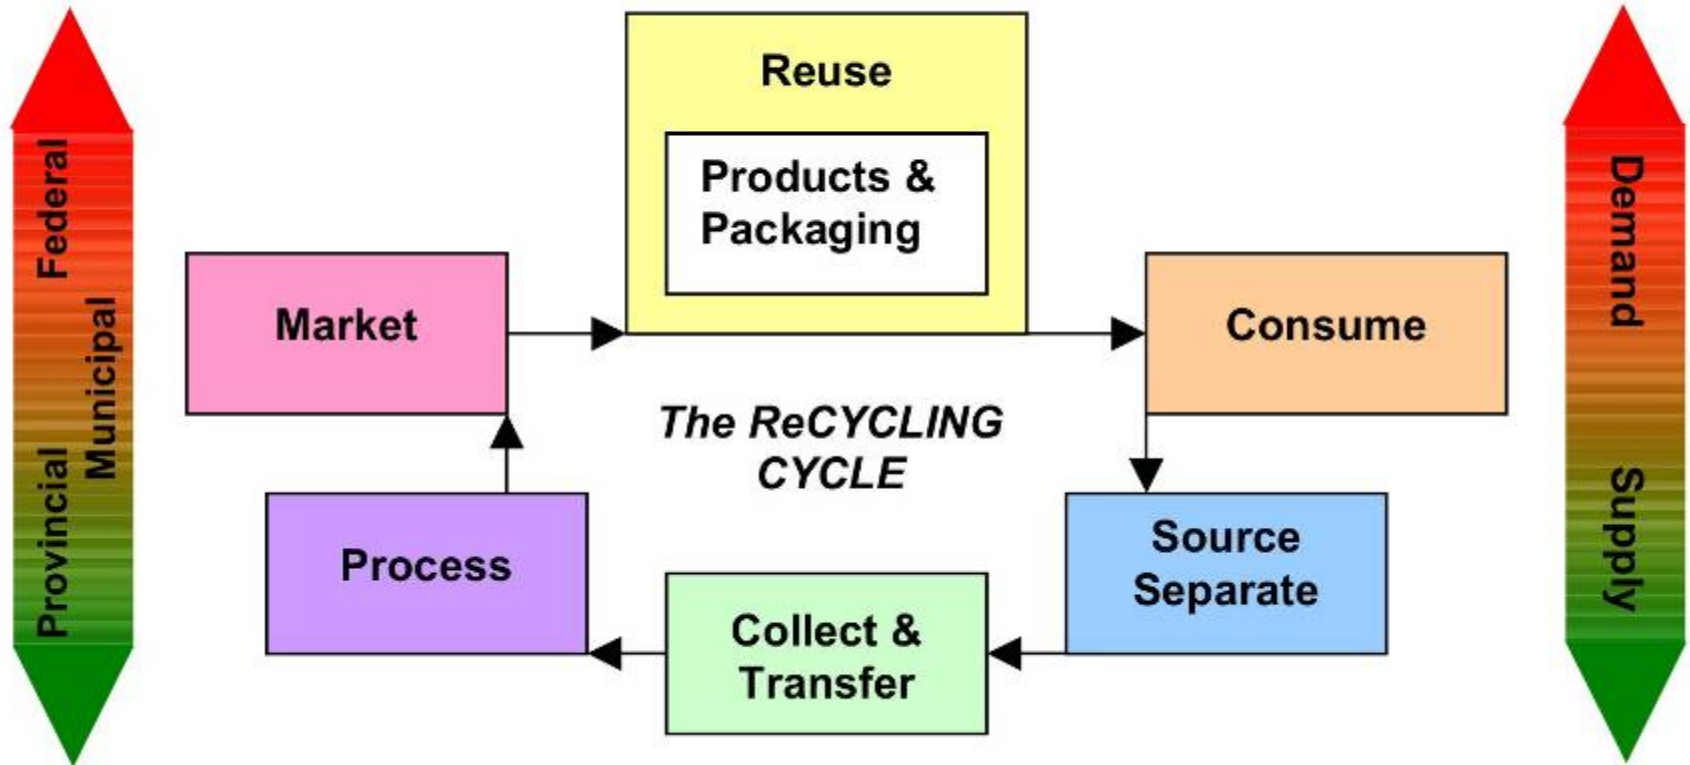 Reuse
Products &
Packaging
Market
Consume
The ReCYCLING
CYCLE
Process
Source
Separate
Collect &
Transfer
Federal
Municipal
Provincial
Demand
Supply